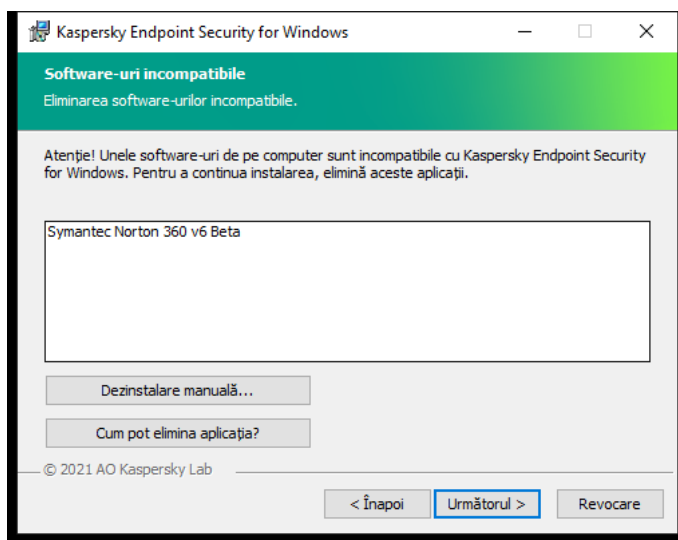 Kaspersky Endpoint Security for Windows
Software-uri incompatibile
Eliminarea software-urilor incompatibile.
Atenție! Unele software-uri de pe computer sunt incompatibile cu Kaspersky Endpoint Security
for Windows. Pentru a continua instalarea, elimină aceste aplicații.
Symantec Norton 360 v6 Beta
Dezinstalare manuală...
Cum pot elimina aplicația?
© 2021 AO Kaspersky Lab
< Înapoi
Următorul >
Revocare